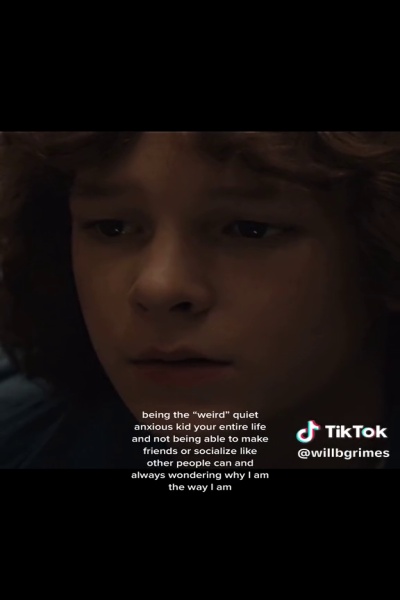 being the “weird” quiet
anxious kid your entire life
and not being able to make
friends or socialize like
other people can and
always wondering why I am
the way I am
TikTok
@willbgrimes